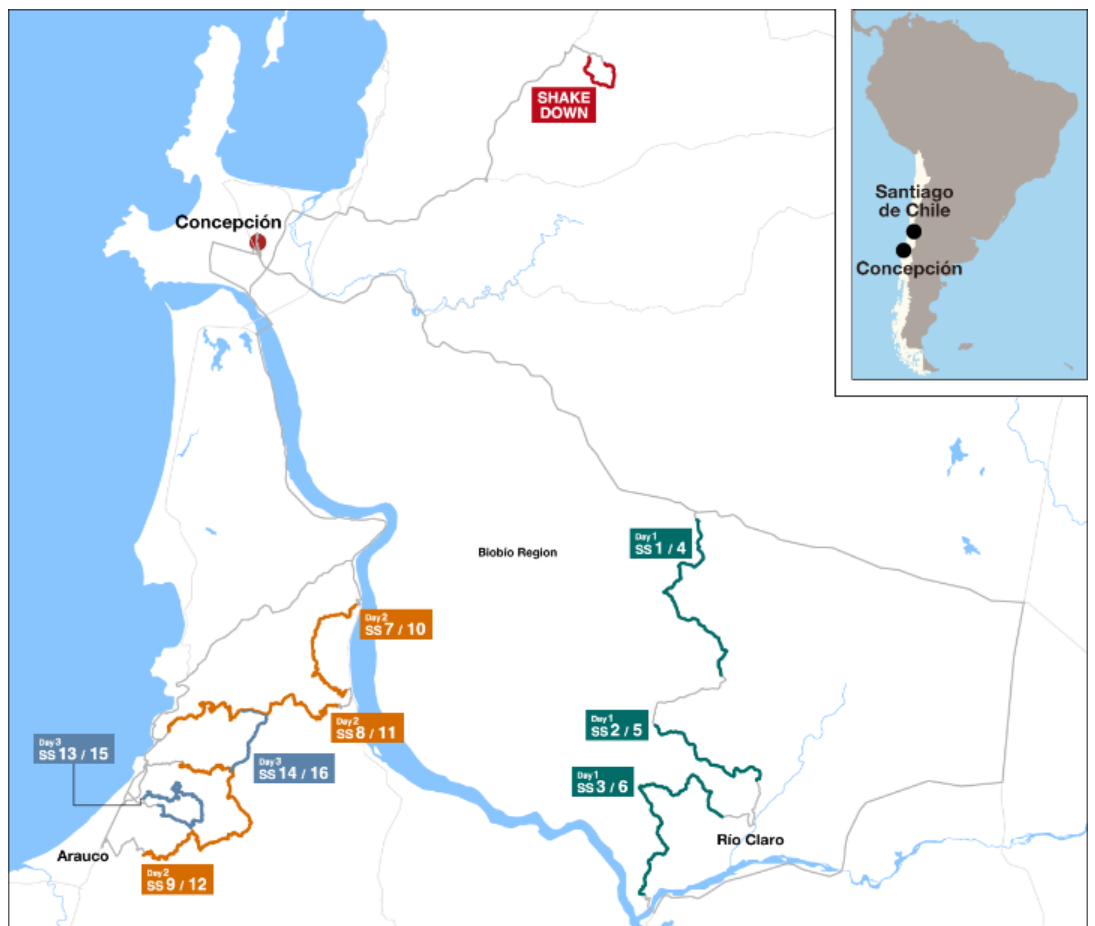 SHAKE
DOWN
Concepción
Santiago
de Chile
Concepción
Biobío Region
Day 1
SS 1 / 4
Day 2
SS 7 / 10
Day 2
SS 8 / 11
Day 1
SS 2 / 5
Day 3
SS 13 / 15
Day 3
SS 14 / 16
Day 1
SS 3 / 6
Río Claro
Arauco
Day 2
SS 9 / 12